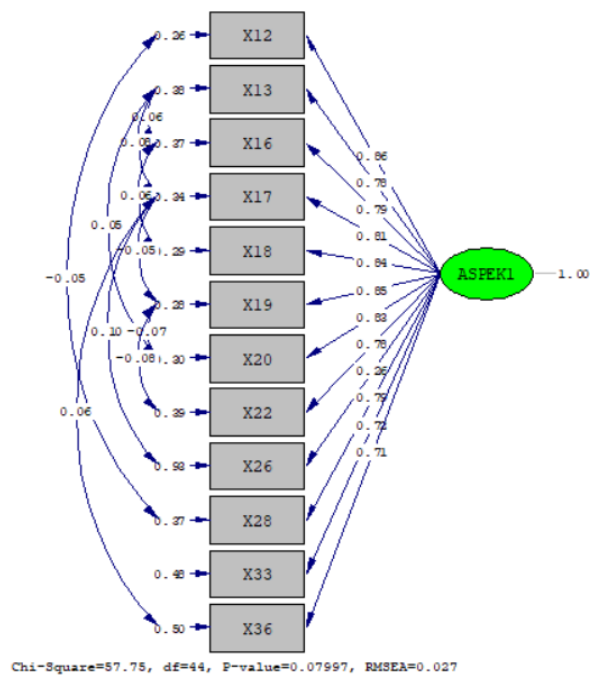 0.26 X12
0.38 X13
0.06
0.08 0.37 X16
0.86
0.78
0.06 0.34 X17
0.79
0.05
0.81
-0.05 0.29 X18
0.84
ASPEK1 1.00
-0.05
0.28 X19
0.85
0.83
0.10 -0.07
-0.08 0.30 X20
0.78
0.26
0.06
0.39 X22
0.79
0.72
0.71
0.93 X26
0.37 X28
0.48 X33
0.50 X36
Chi-Square=57.75, df=44, P-value=0.07997, RMSEA=0.027